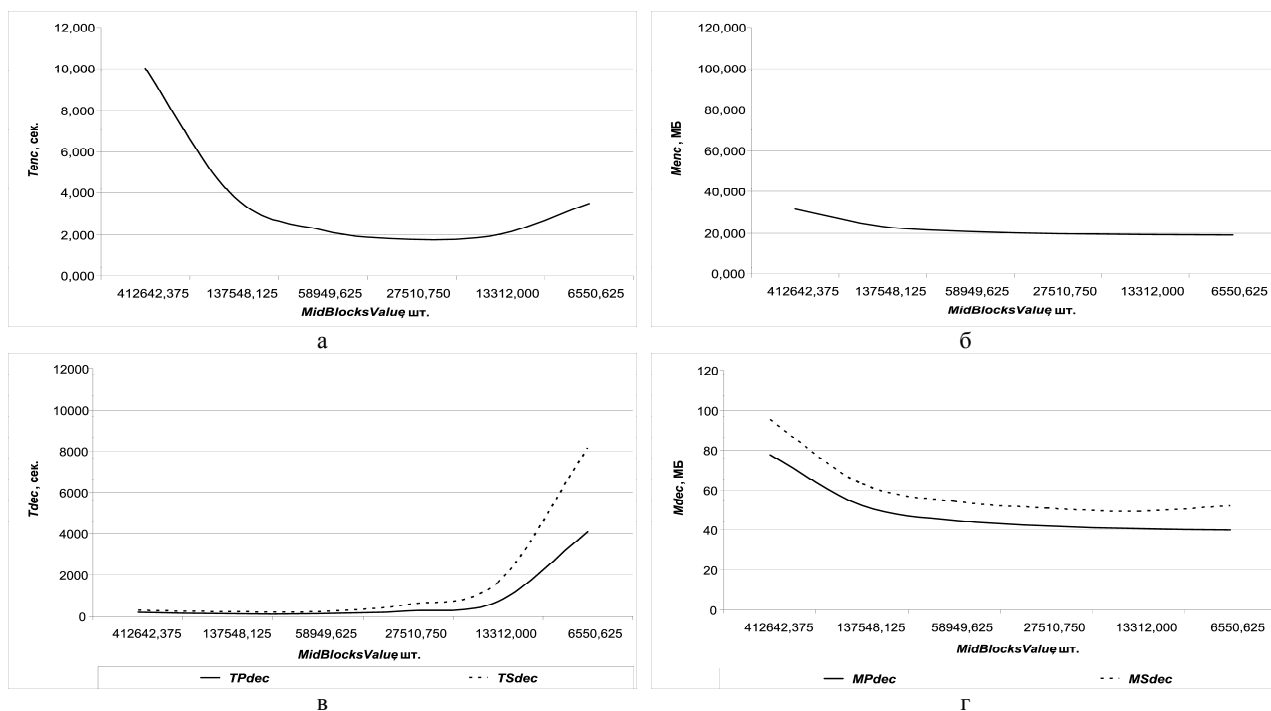 12,000
10,000
8,000
6,000
4,000
2,000
0,000
Tenc, сек.
412642,375 137548,125 58949,625 27510,750 13312,000 6550,625
MidBlocksValue, шт.
а
120,000
100,000
80,000
60,000
40,000
20,000
0,000
Menc, МБ
412642,375 137548,125 58949,625 27510,750 13312,000 6550,625
MidBlocksValue, шт.
б
12000
10000
8000
6000
4000
2000
0
Tdec, сек.
412642,375 137548,125 58949,625 27510,750 13312,000 6550,625
MidBlocksValue, шт.
TPdec TSdec
в
120
100
80
60
40
20
0
Mdec, МБ
412642,375 137548,125 58949,625 27510,750 13312,000 6550,625
MidBlocksValue, шт.
MPdec MSdec
г